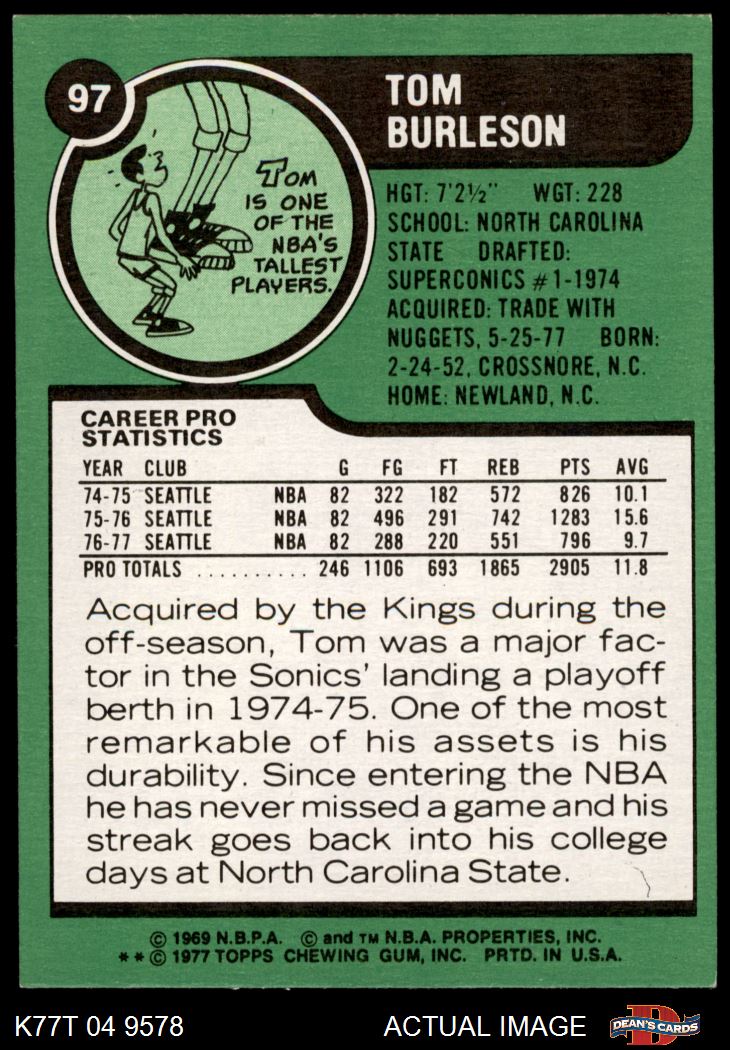 97
TOM
BURLESON
TOM
IS ONE
OF THE
NBA'S
TALLEST
PLAYERS.
HGT: 7'2½" WGT: 228
SCHOOL: NORTH CAROLINA
STATE DRAFTED:
SUPERCONICS #1-1974
ACQUIRED: TRADE WITH
NUGGETS, 5-25-77 BORN:
2-24-52, CROSSNORE, N.C.
HOME: NEWLAND, N.C.
CAREER PRO
STATISTICS
YEAR CLUB G FG FT REB PTS AVG
74-75 SEATTLE NBA 82 322 182 572 826 10.1
75-76 SEATTLE NBA 82 496 291 742 1283 15.6
76-77 SEATTLE NBA 82 288 220 551 796 9.7
PRO TOTALS .......... 246 1106 693 1865 2905 11.8
Acquired by the Kings during the
off-season, Tom was a major fac-
tor in the Sonics' landing a playoff
berth in 1974-75. One of the most
remarkable of his assets is his
durability. Since entering the NBA
he has never missed a game and his
streak goes back into his college
days at North Carolina State.
© 1969 N.B.P.A. © and TM N.B.A. PROPERTIES, INC.
**© 1977 TOPPS CHEWING GUM, INC. PRTD. IN U.S.A.
K77T 04 9578 ACTUAL IMAGE
DEAN'S CARDS